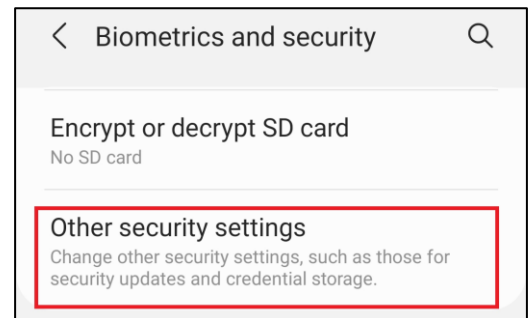 Biometrics and security
Encrypt or decrypt SD card
No SD card
Other security settings
Change other security settings, such as those for
security updates and credential storage.